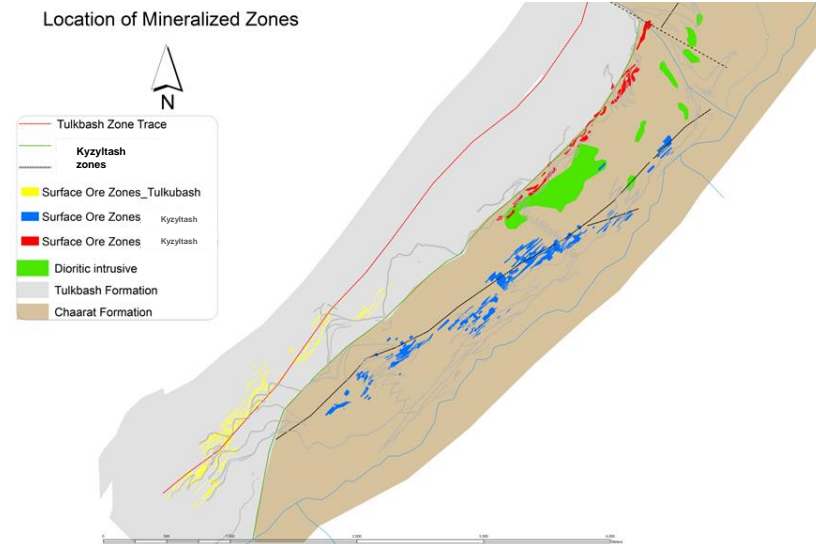 Location of Mineralized Zones
N
Tulkbash Zone Trace
Kyzyltash
zones
Surface Ore Zones_Tulkubash
Surface Ore Zones Kyzyltash
Surface Ore Zones Kyzyltash
Dioritic intrusive
Tulkbash Formation
Chaarat Formation